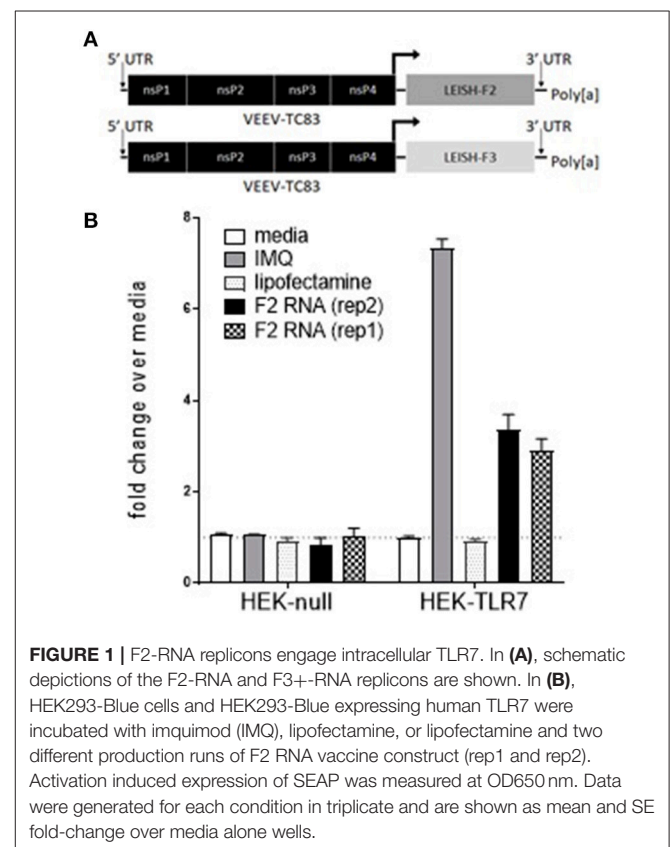 A
5' UTR
3' UTR
nsP1 nsP2 nsP3 nsP4 LEISH-F2
Poly[a]
VEEV-TC83
5' UTR
3' UTR
nsP1 nsP2 nsP3 nsP4 LEISH-F3
Poly[a]
VEEV-TC83
B
fold change over media
8
6
4
2
0
media
IMQ
lipofectamine
F2 RNA (rep2)
F2 RNA (rep1)
HEK-null HEK-TLR7
FIGURE 1 | F2-RNA replicons engage intracellular TLR7. In (A), schematic
depictions of the F2-RNA and F3+-RNA replicons are shown. In (B),
HEK293-Blue cells and HEK293-Blue expressing human TLR7 were
incubated with imquimod (IMQ), lipofectamine, or lipofectamine and two
different production runs of F2 RNA vaccine construct (rep1 and rep2).
Activation induced expression of SEAP was measured at OD650 nm. Data
were generated for each condition in triplicate and are shown as mean and SE
fold-change over media alone wells.